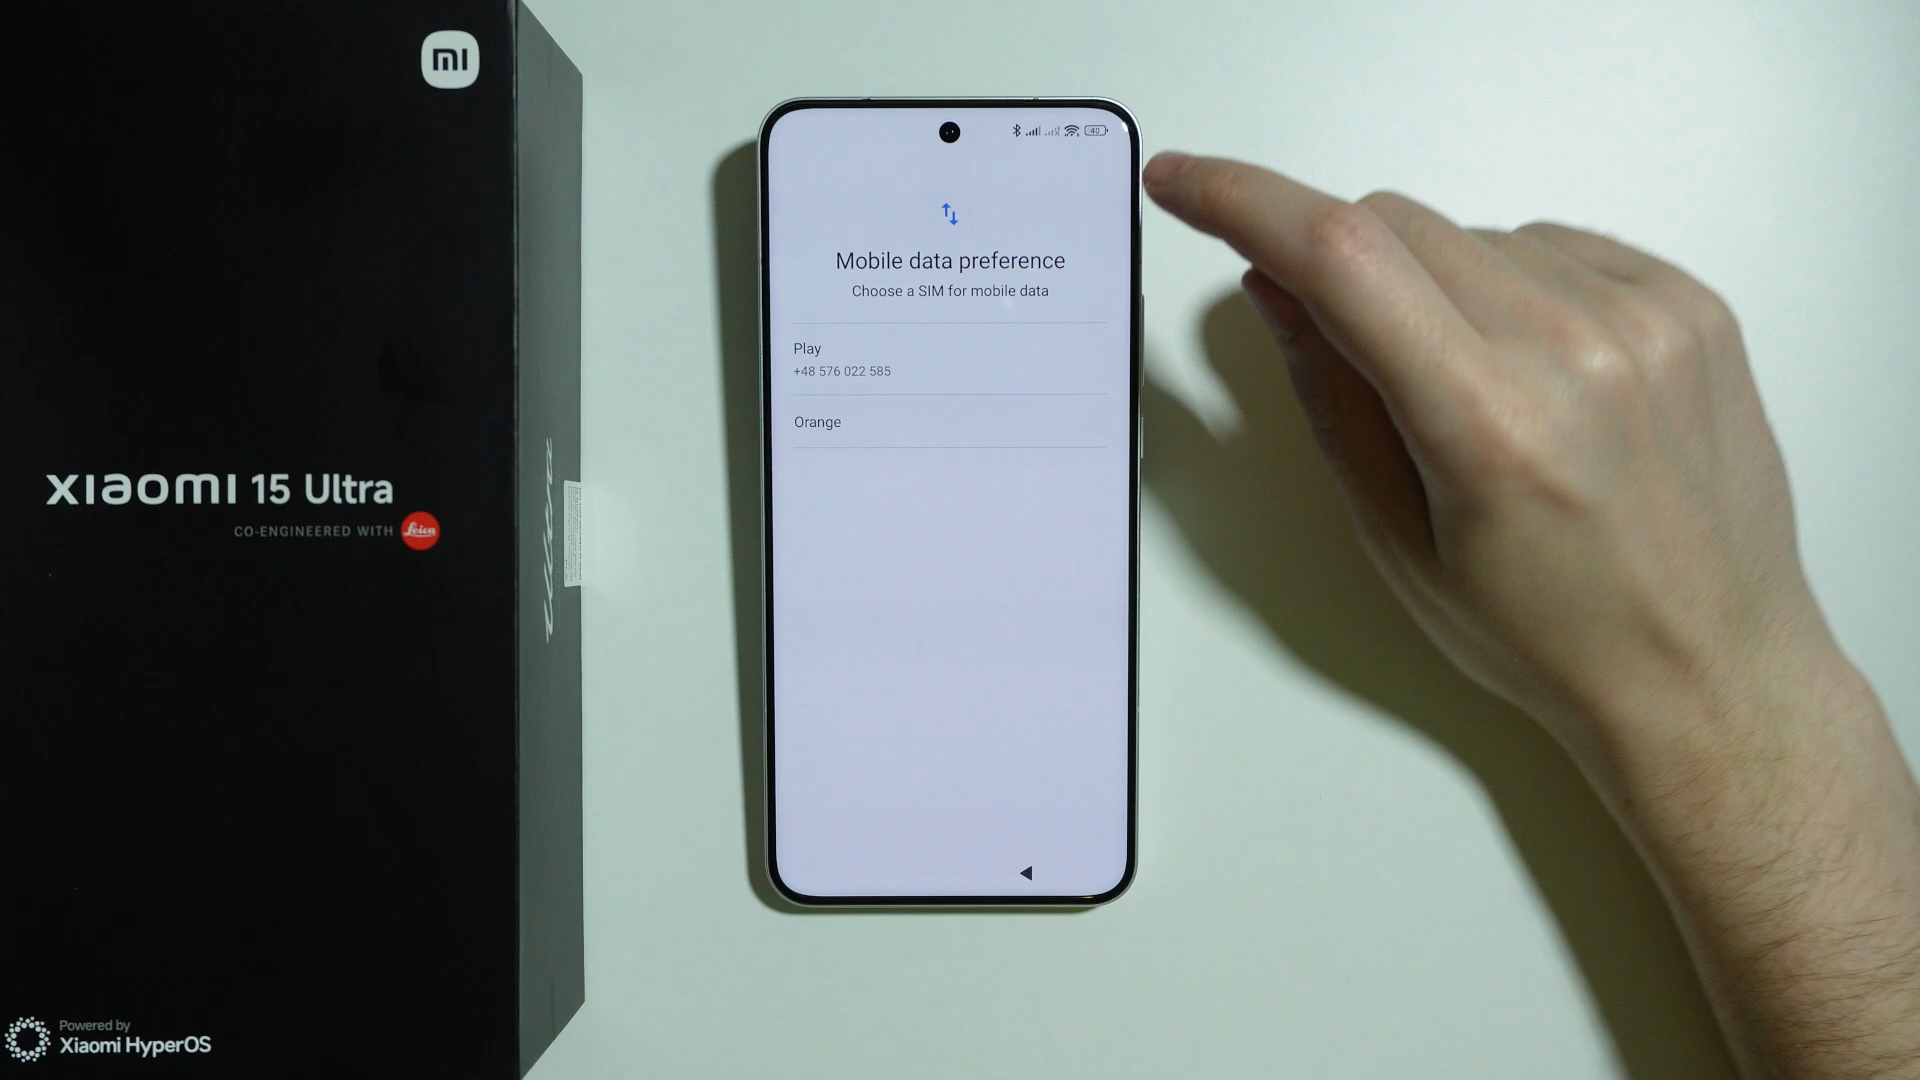 mi
xiaomi 15 Ultra
CO-ENGINEERED WITH Leica
Powered by
Xiaomi HyperOS
Ultra
40
Mobile data preference
Choose a SIM for mobile data
Play
+48 576 022 585
Orange